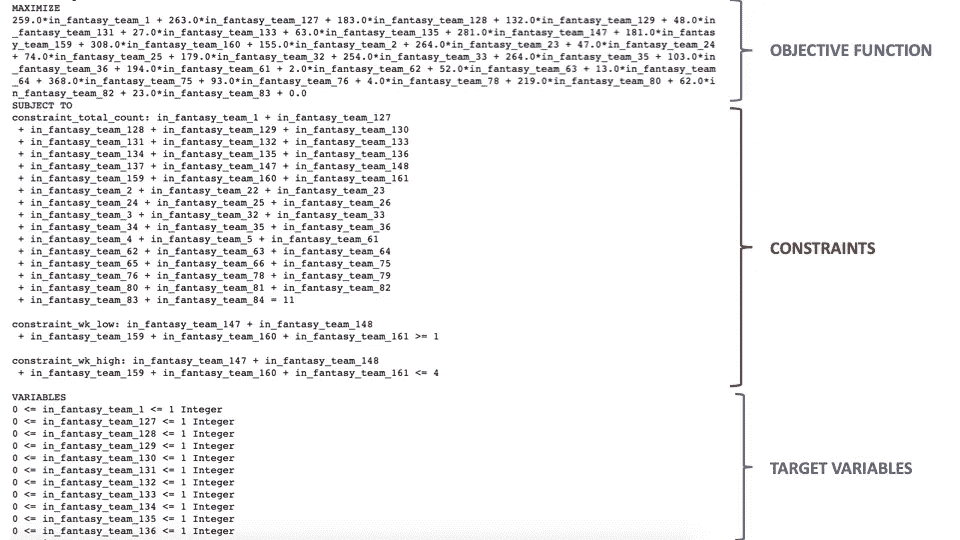 MAXIMIZE
259.0*in_fantasy_team_1 + 263.0*in_fantasy_team_127 + 183.0*in_fantasy_team_128 + 132.0*in_fantasy_team_129 + 48.0*in
_fantasy_team_131 + 27.0*in_fantasy_team_133 + 63.0*in_fantasy_team_135 + 281.0*in_fantasy_team_147 + 181.0*in_fantas
y_team_159 + 308.0*in_fantasy_team_160 + 155.0*in_fantasy_team_2 + 264.0*in_fantasy_team_23 + 47.0*in_fantasy_team_24
+ 74.0*in_fantasy_team_25 + 179.0*in_fantasy_team_32 + 254.0*in_fantasy_team_33 + 264.0*in_fantasy_team_35 + 103.0*in
_fantasy_team_36 + 194.0*in_fantasy_team_61 + 2.0*in_fantasy_team_62 + 52.0*in_fantasy_team_63 + 13.0*in_fantasy_team
_64 + 368.0*in_fantasy_team_75 + 93.0*in_fantasy_team_76 + 4.0*in_fantasy_team_78 + 219.0*in_fantasy_team_80 + 62.0*i
n_fantasy_team_82 + 23.0*in_fantasy_team_83 + 0.0
OBJECTIVE FUNCTION
SUBJECT TO
constraint_total_count: in_fantasy_team_1 + in_fantasy_team_127
+ in_fantasy_team_128 + in_fantasy_team_129 + in_fantasy_team_130
+ in_fantasy_team_131 + in_fantasy_team_132 + in_fantasy_team_133
+ in_fantasy_team_134 + in_fantasy_team_135 + in_fantasy_team_136
+ in_fantasy_team_137 + in_fantasy_team_147 + in_fantasy_team_148
+ in_fantasy_team_159 + in_fantasy_team_160 + in_fantasy_team_161
+ in_fantasy_team_2 + in_fantasy_team_22 + in_fantasy_team_23
+ in_fantasy_team_24 + in_fantasy_team_25 + in_fantasy_team_26
+ in_fantasy_team_3 + in_fantasy_team_32 + in_fantasy_team_33
+ in_fantasy_team_34 + in_fantasy_team_35 + in_fantasy_team_36
+ in_fantasy_team_4 + in_fantasy_team_5 + in_fantasy_team_61
+ in_fantasy_team_62 + in_fantasy_team_63 + in_fantasy_team_64
+ in_fantasy_team_65 + in_fantasy_team_66 + in_fantasy_team_75
+ in_fantasy_team_76 + in_fantasy_team_78 + in_fantasy_team_79
+ in_fantasy_team_80 + in_fantasy_team_81 + in_fantasy_team_82
+ in_fantasy_team_83 + in_fantasy_team_84 = 11
constraint_wk_low: in_fantasy_team_147 + in_fantasy_team_148
+ in_fantasy_team_159 + in_fantasy_team_160 + in_fantasy_team_161 >= 1
constraint_wk_high: in_fantasy_team_147 + in_fantasy_team_148
+ in_fantasy_team_159 + in_fantasy_team_160 + in_fantasy_team_161 <= 4
CONSTRAINTS
VARIABLES
0 <= in_fantasy_team_1 <= 1 Integer
0 <= in_fantasy_team_127 <= 1 Integer
0 <= in_fantasy_team_128 <= 1 Integer
0 <= in_fantasy_team_129 <= 1 Integer
0 <= in_fantasy_team_130 <= 1 Integer
0 <= in_fantasy_team_131 <= 1 Integer
0 <= in_fantasy_team_132 <= 1 Integer
0 <= in_fantasy_team_133 <= 1 Integer
0 <= in_fantasy_team_134 <= 1 Integer
0 <= in_fantasy_team_135 <= 1 Integer
0 <= in_fantasy_team_136 <= 1 Integer
TARGET VARIABLES